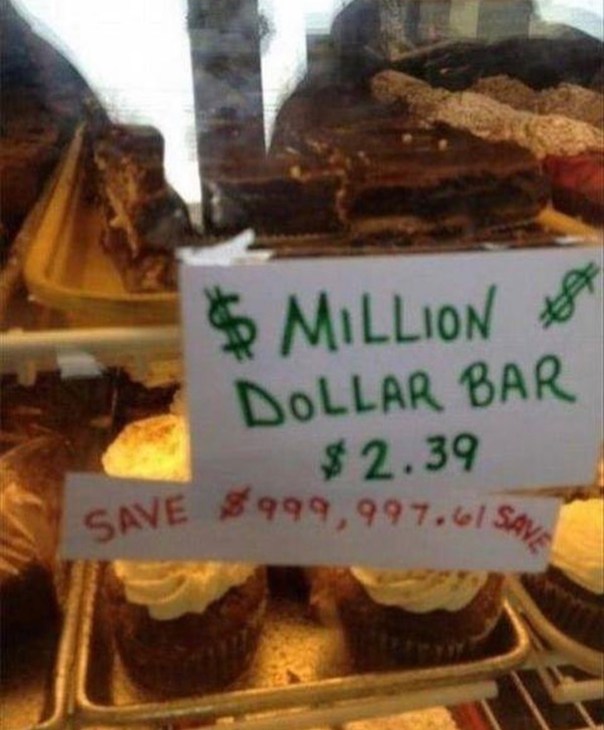 $ MILLION $
DOLLAR BAR
$2.39
SAVE $999,997.61 SAVE